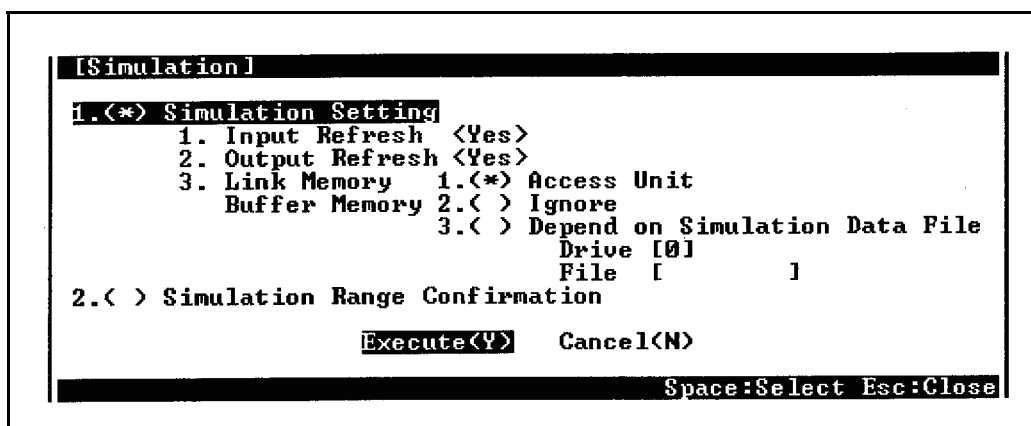 [Simulation]
1.(*) Simulation Setting
1. Input Refresh <Yes>
2. Output Refresh <Yes>
3. Link Memory 1.(*) Access Unit
Buffer Memory 2.( ) Ignore
3.( ) Depend on Simulation Data File
Drive [0]
File [ ]
2.( ) Simulation Range Confirmation
Execute(Y) Cancel(N)
Space:Select Esc:Close